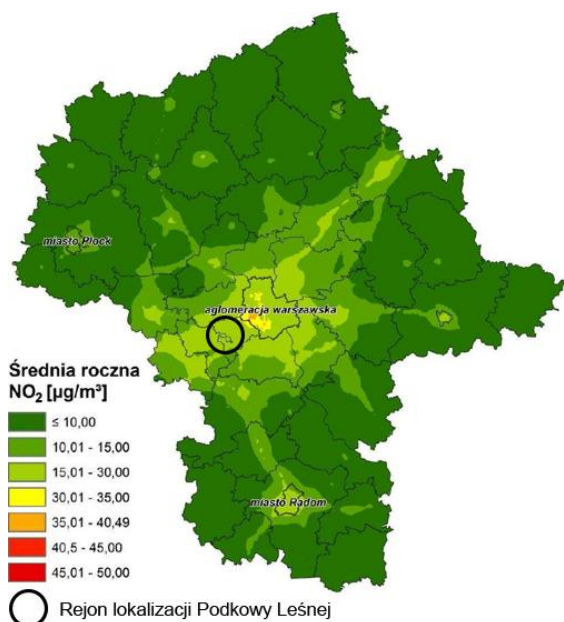 miasto Płock
aglomeracja warszawska
Średnia roczna
NO₂ [µg/m³]
≤ 10,00
10,01 - 15,00
15,01 - 30,00
30,01 - 35,00
35,01 - 40,49
40,5 - 45,00
45,01 - 50,00
miasto Radom
Rejon lokalizacji Podkowy Leśnej